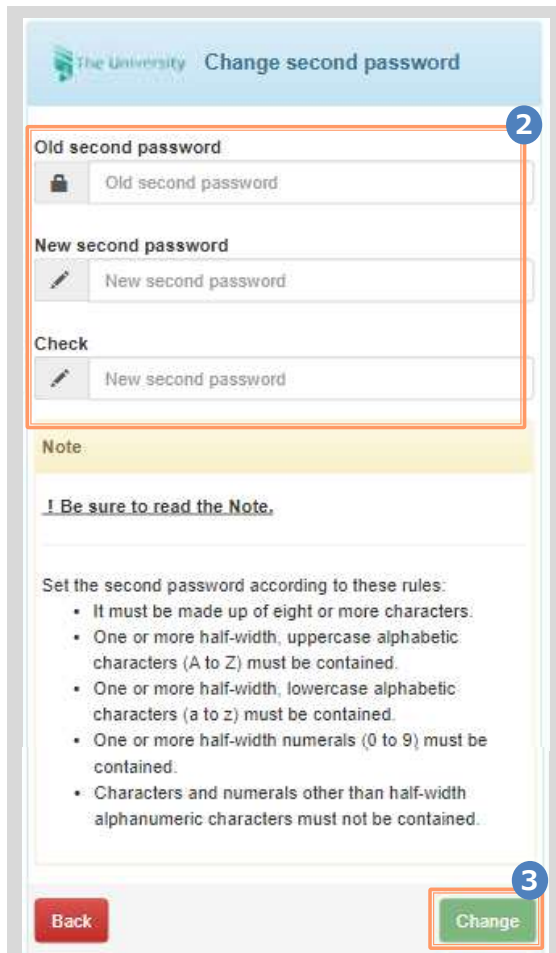 The University Change second password
2
Old second password
Old second password
New second password
New second password
Check
New second password
Note
! Be sure to read the Note.
Set the second password according to these rules:
• It must be made up of eight or more characters.
• One or more half-width, uppercase alphabetic
characters (A to Z) must be contained.
• One or more half-width, lowercase alphabetic
characters (a to z) must be contained.
• One or more half-width numerals (0 to 9) must be
contained.
• Characters and numerals other than half-width
alphanumeric characters must not be contained.
3
Back Change